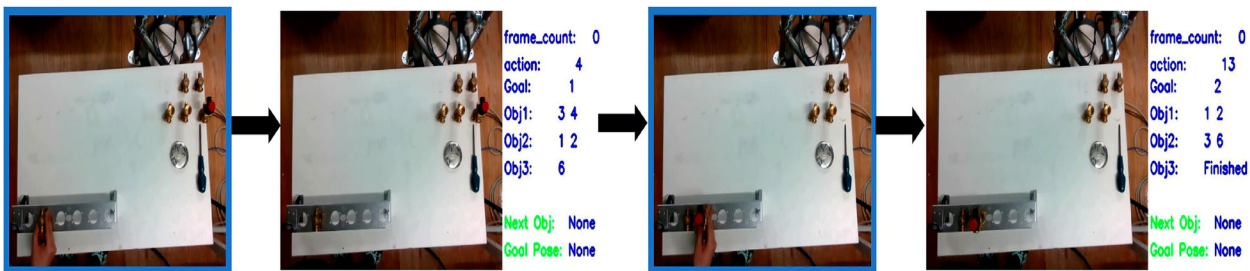 frame_count: 0
action: 4
Goal: 1
Obj1: 3 4
Obj2: 1 2
Obj3: 6
Next Obj: None
Goal Pose: None
frame_count: 0
action: 13
Goal: 2
Obj1: 1 2
Obj2: 3 6
Obj3: Finished
Next Obj: None
Goal Pose: None